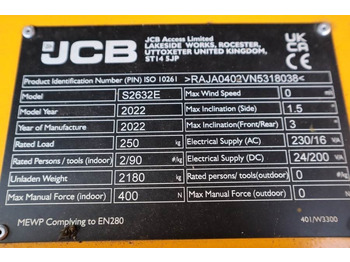 JCB
JCB Access Limited
LAKESIDE WORKS, ROCESTER,
UTTOXETER UNITED KINGDOM,
ST14 5JP
UK
CA
CE
Product Identification Number (PIN) ISO 10261 >RAJA0402VN5318038<
Model S2632E Max Wind Speed 0 m/s
Model Year 2022 Max Inclination (Side) 1.5 °
Year of Manufacture 2022 Max Inclination(Front/Rear) 3 °
Rated Load 250 kg Electrical Supply (AC) 230/16 V/A
Rated Persons / tools (indoor) 2/90 #/kg Electrical Supply (DC) 24/200 V/A
Unladen Weight 2180 kg Rated Persons/ tools(outdoor) 0 #/kg
Max Manual Force (indoor) 400 N Max Manual Force (outdoor) 0 N
MEWP Complying to EN280 401/W3300